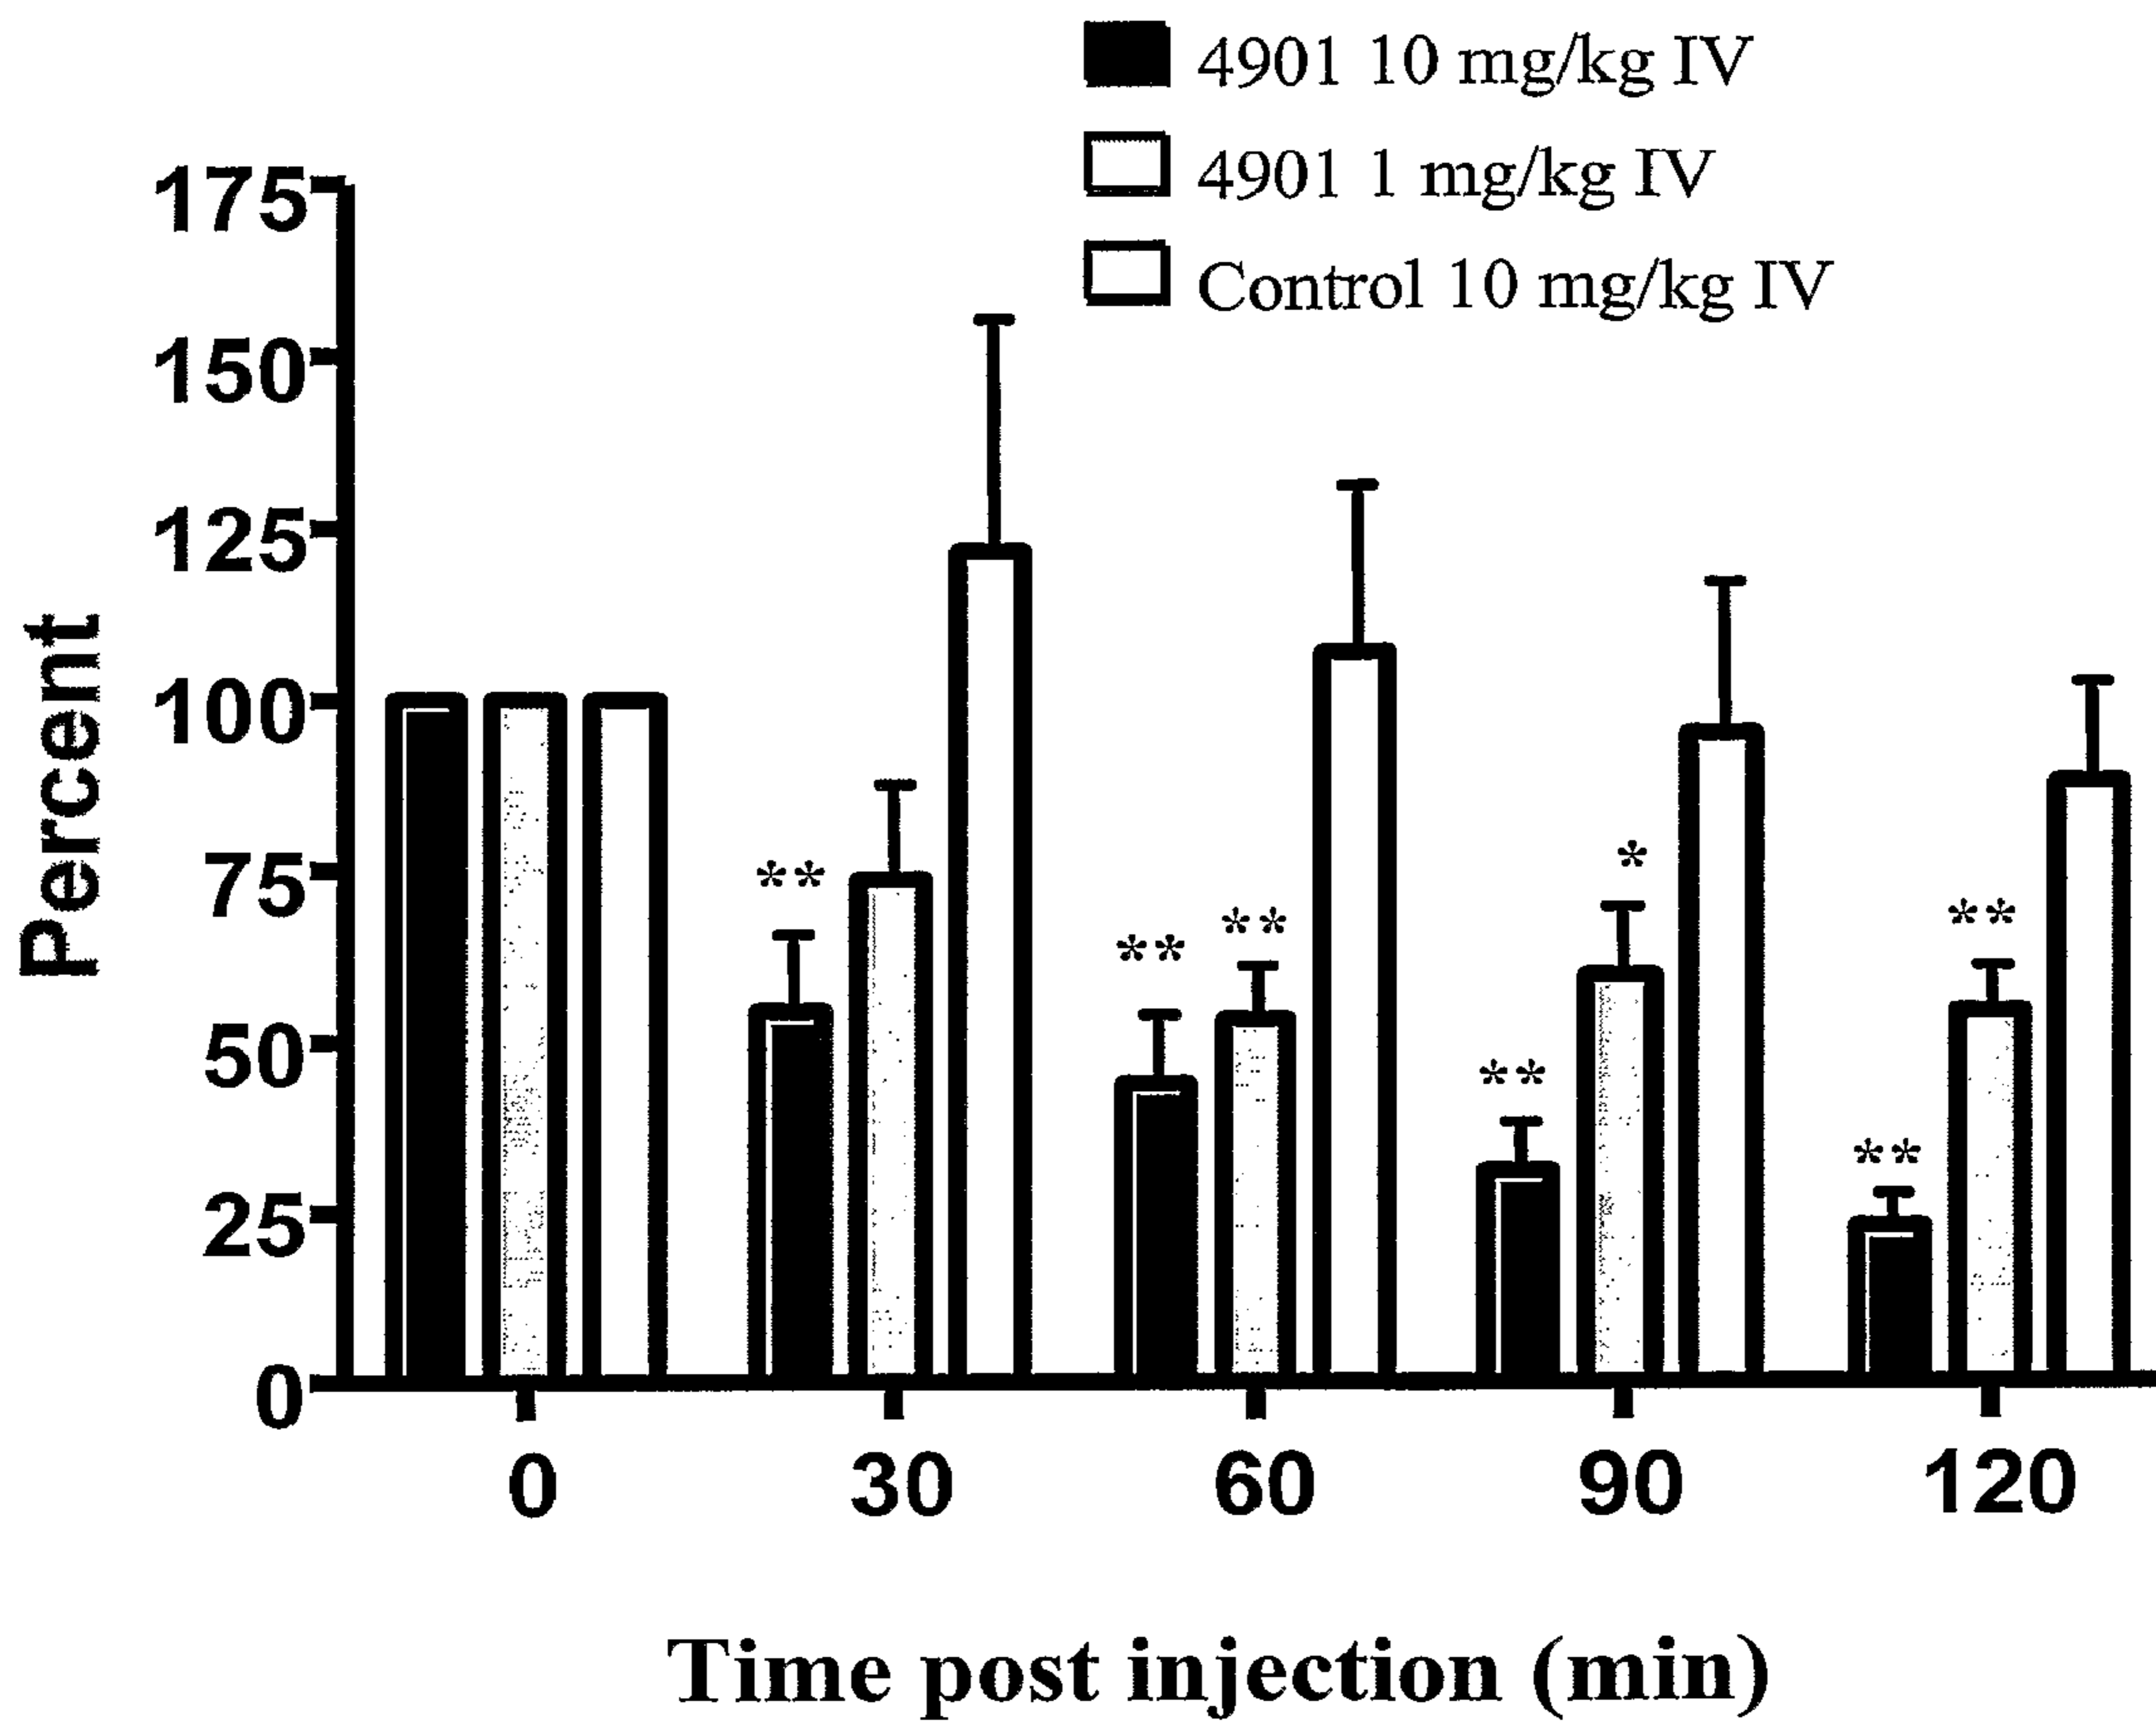 4901 10 mg/kg IV
4901 1 mg/kg IV
Control 10 mg/kg IV
175
150
125
100
75
50
25
0
Percent
**
**
**
**
*
**
**
0 30 60 90 120
Time post injection (min)